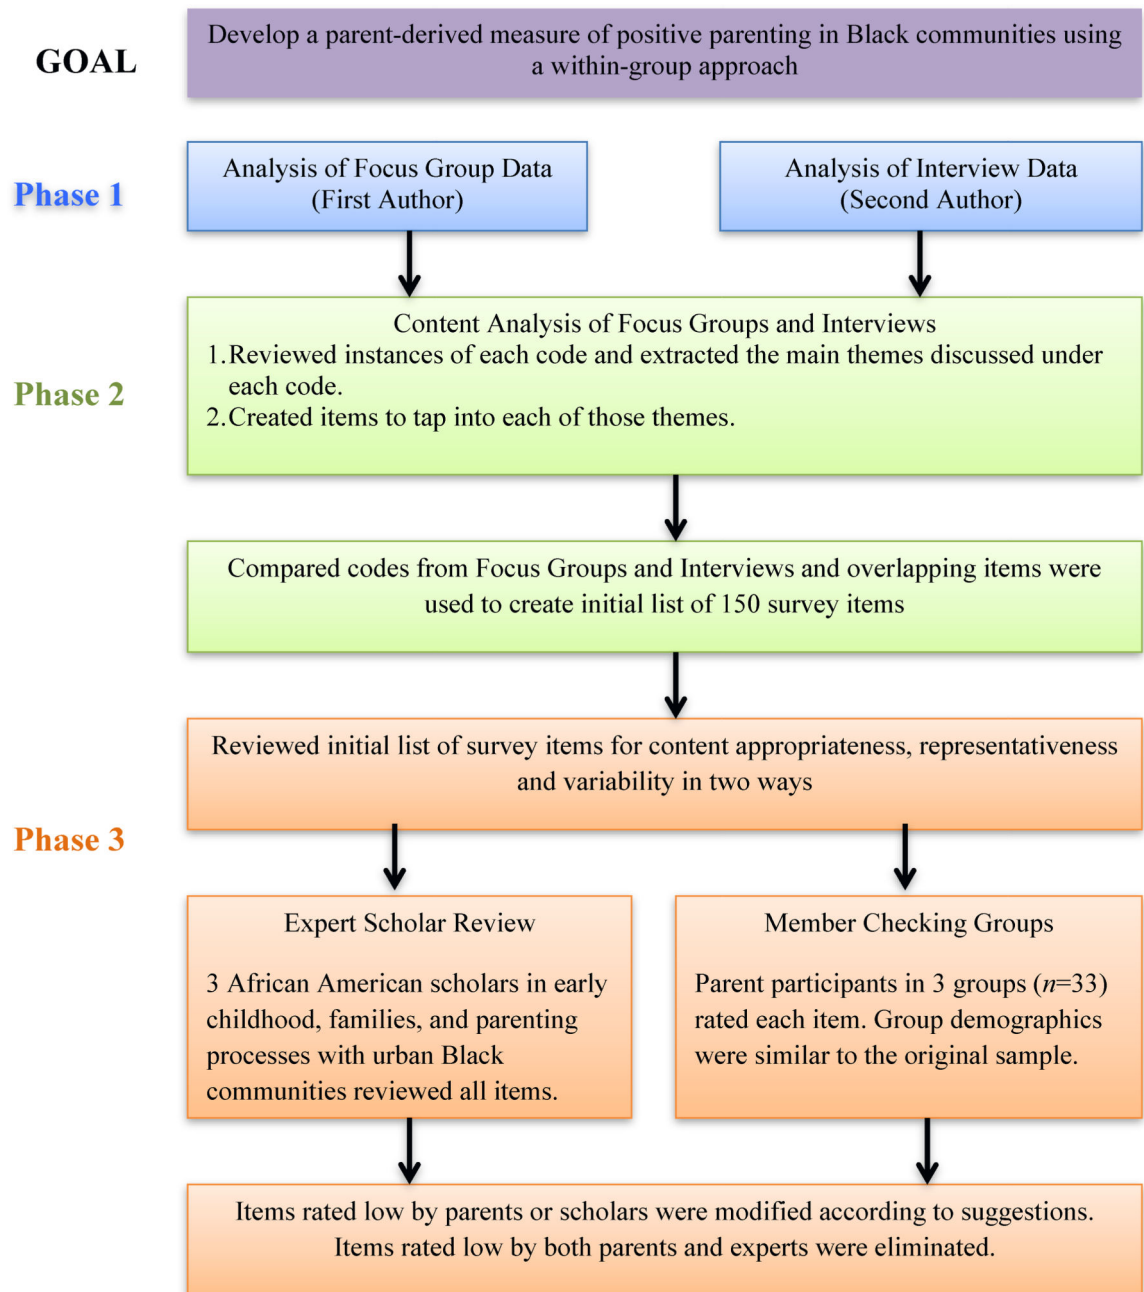 GOAL
Develop a parent-derived measure of positive parenting in Black communities using
a within-group approach
Phase 1
Analysis of Focus Group Data
(First Author)
Analysis of Interview Data
(Second Author)
Phase 2
Content Analysis of Focus Groups and Interviews
1. Reviewed instances of each code and extracted the main themes discussed under
each code.
2. Created items to tap into each of those themes.
Compared codes from Focus Groups and Interviews and overlapping items were
used to create initial list of 150 survey items
Phase 3
Reviewed initial list of survey items for content appropriateness, representativeness
and variability in two ways
Expert Scholar Review
3 African American scholars in early
childhood, families, and parenting
processes with urban Black
communities reviewed all items.
Member Checking Groups
Parent participants in 3 groups (n=33)
rated each item. Group demographics
were similar to the original sample.
Items rated low by parents or scholars were modified according to suggestions.
Items rated low by both parents and experts were eliminated.